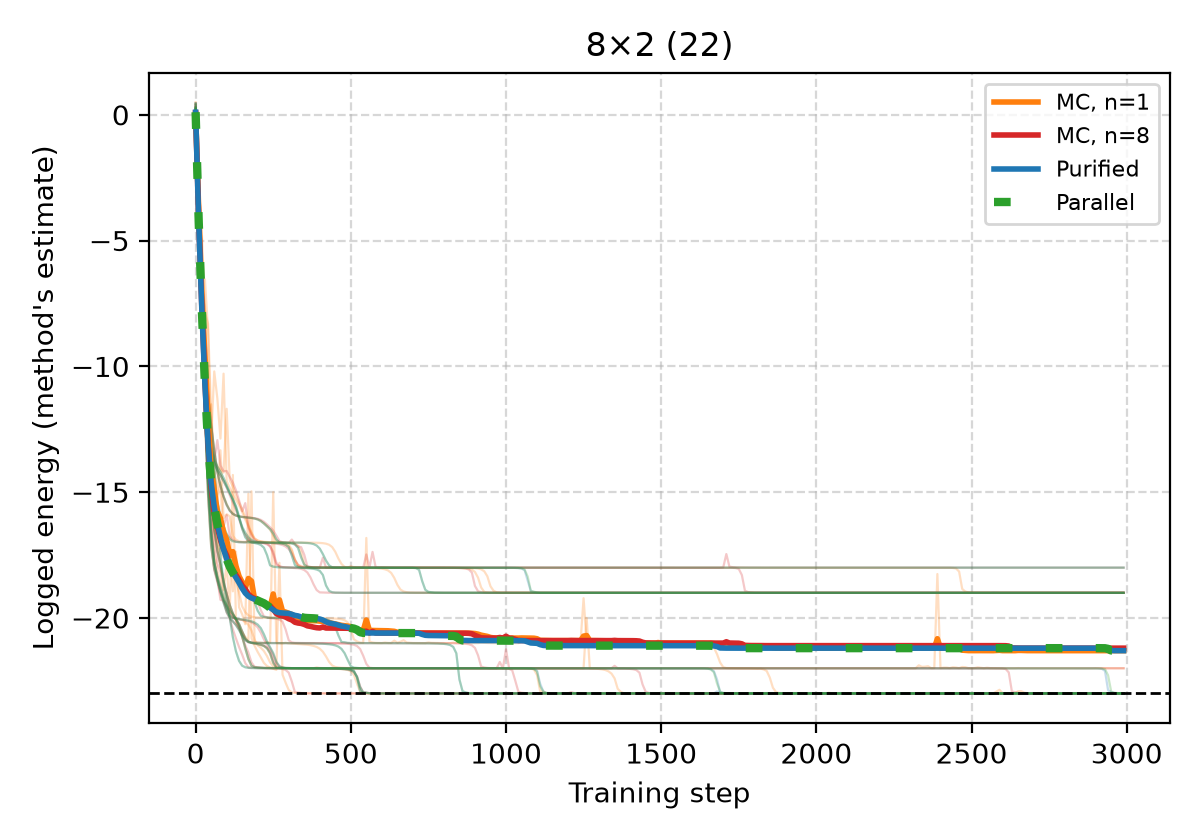 8×2 (22)
MC, n=1
MC, n=8
Purified
Parallel
Logged energy (method's estimate)
0
−5
−10
−15
−20
0 500 1000 1500 2000 2500 3000
Training step